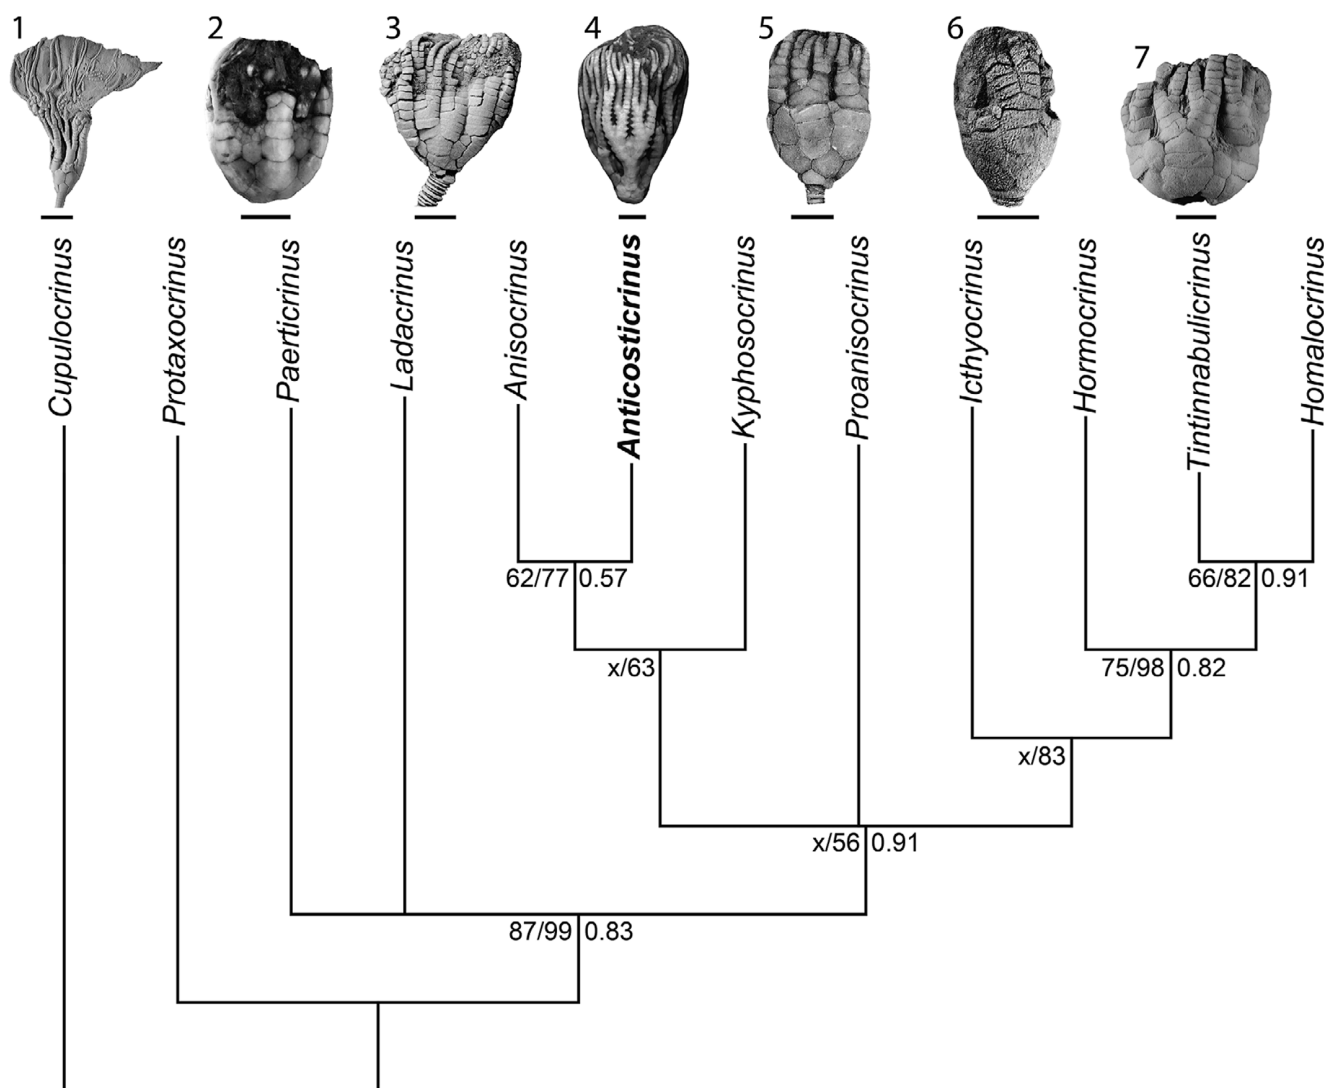 1
2
3
4
5
6
7
Cupulocrinus
Protaxocrinus
Paerticrinus
Ladacrinus
Anisocrinus
Anticosticrinus
Kyphosocrinus
Proanisocrinus
Icthyocrinus
Hormocrinus
Tintinnabulicrinus
Homalocrinus
62/77 0.57
66/82 0.91
x/63
75/98 0.82
x/83
x/56 0.91
87/99 0.83